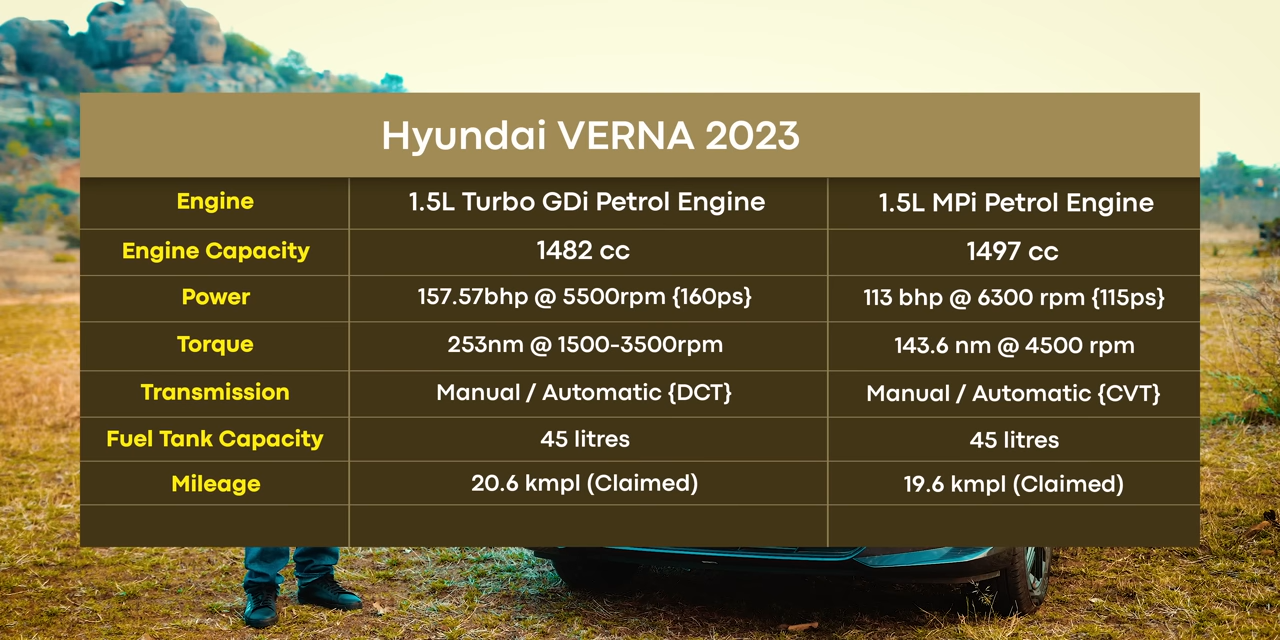 Hyundai VERNA 2023
Engine 1.5L Turbo GDi Petrol Engine 1.5L MPi Petrol Engine
Engine Capacity 1482 cc 1497 cc
Power 157.57bhp @ 5500rpm {160ps} 113 bhp @ 6300 rpm {115ps}
Torque 253nm @ 1500-3500rpm 143.6 nm @ 4500 rpm
Transmission Manual / Automatic {DCT} Manual / Automatic {CVT}
Fuel Tank Capacity 45 litres 45 litres
Mileage 20.6 kmpl (Claimed) 19.6 kmpl (Claimed)